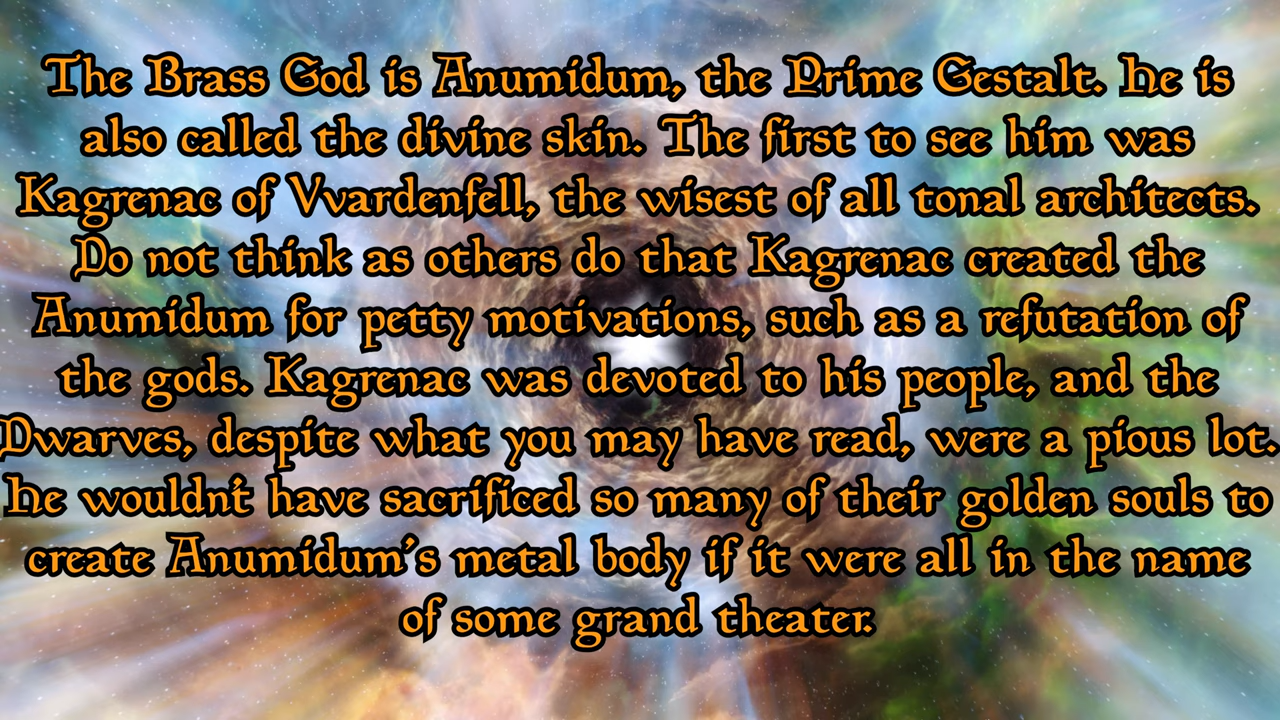 The Brass God is Anumidum, the Prime Gestalt. He is
also called the divine skin. The first to see him was
Kagrenac of Vvardenfell, the wisest of all tonal architects.
Do not think as others do that Kagrenac created the
Anumidum for petty motivations, such as a refutation of
the gods. Kagrenac was devoted to his people, and the
Dwarves, despite what you may have read, were a pious lot.
He wouldn't have sacrificed so many of their golden souls to
create Anumidum's metal body if it were all in the name
of some grand theater.